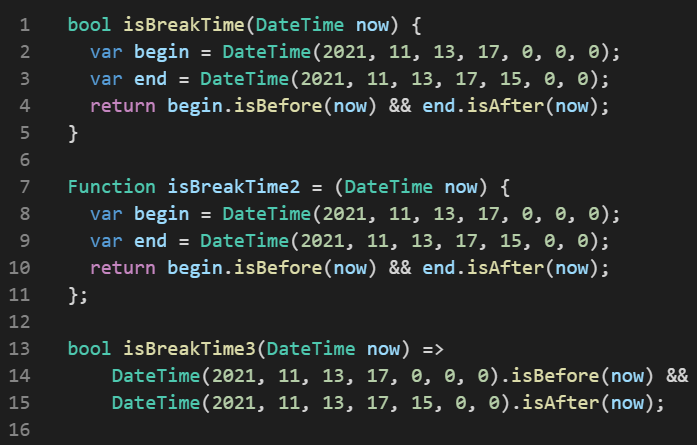 1 bool isBreakTime(DateTime now) {
2   var begin = DateTime(2021, 11, 13, 17, 0, 0, 0);
3   var end = DateTime(2021, 11, 13, 17, 15, 0, 0);
4   return begin.isBefore(now) && end.isAfter(now);
5 }
6
7 Function isBreakTime2 = (DateTime now) {
8   var begin = DateTime(2021, 11, 13, 17, 0, 0, 0);
9   var end = DateTime(2021, 11, 13, 17, 15, 0, 0);
10   return begin.isBefore(now) && end.isAfter(now);
11 };
12
13 bool isBreakTime3(DateTime now) =>
14     DateTime(2021, 11, 13, 17, 0, 0, 0).isBefore(now) &&
15     DateTime(2021, 11, 13, 17, 15, 0, 0).isAfter(now);
16